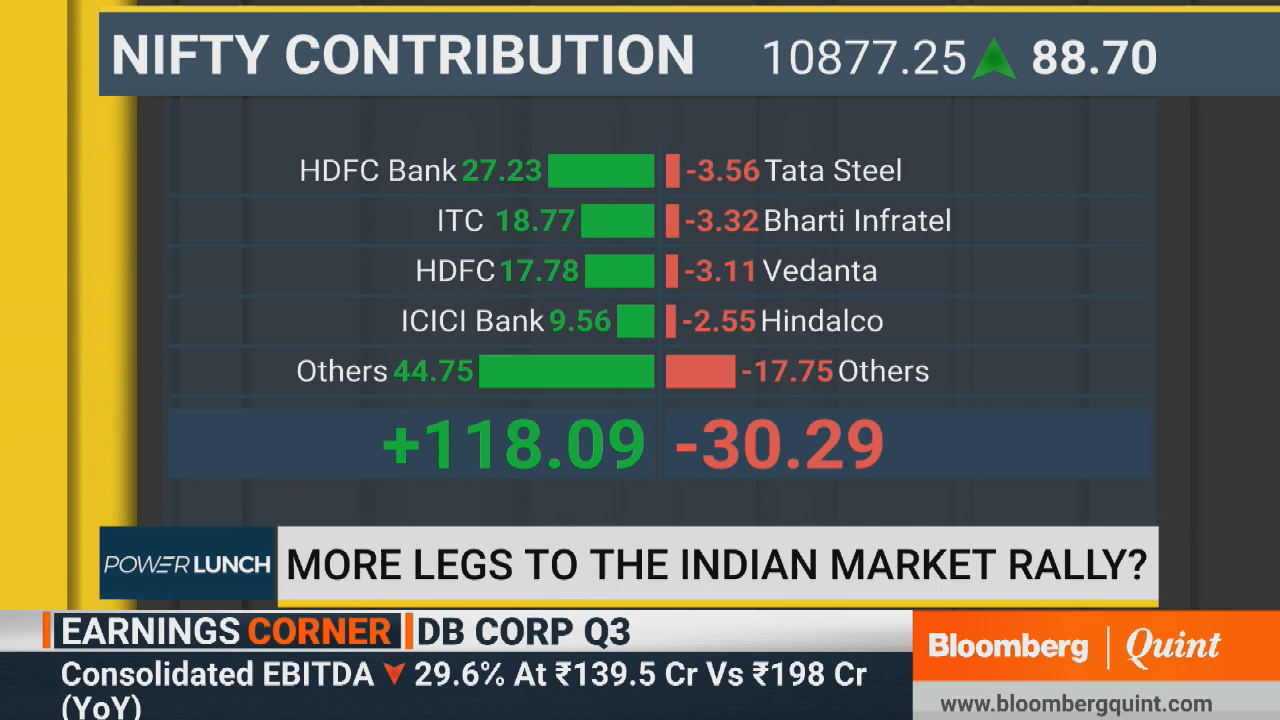 NIFTY CONTRIBUTION 10877.25 ▲ 88.70
HDFC Bank 27.23 -3.56 Tata Steel
ITC 18.77 -3.32 Bharti Infratel
HDFC 17.78 -3.11 Vedanta
ICICI Bank 9.56 -2.55 Hindalco
Others 44.75 -17.75 Others
+118.09 -30.29
POWER LUNCH MORE LEGS TO THE INDIAN MARKET RALLY?
EARNINGS CORNER DB CORP Q3
Consolidated EBITDA ▼ 29.6% At ₹139.5 Cr Vs ₹198 Cr
(YoY)
Bloomberg | Quint
www.bloombergquint.com